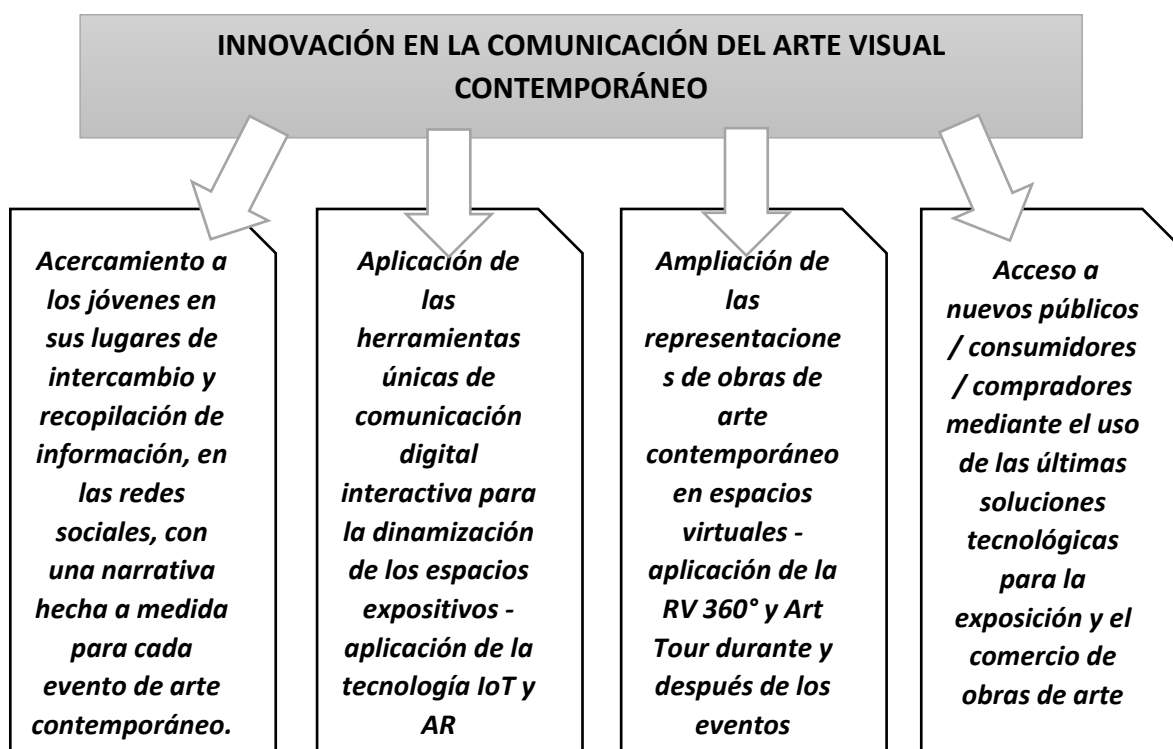 INNOVACIÓN EN LA COMUNICACIÓN DEL ARTE VISUAL
CONTEMPORÁNEO
Acercamiento a
los jóvenes en
sus lugares de
intercambio y
recopilación de
información, en
las redes
sociales, con
una narrativa
hecha a medida
para cada
evento de arte
contemporáneo.
Aplicación de
las
herramientas
únicas de
comunicación
digital
interactiva para
la dinamización
de los espacios
expositivos -
aplicación de la
tecnología IoT y
AR
Ampliación de
las
representacione
s de obras de
arte
contemporáneo
en espacios
virtuales -
aplicación de la
RV 360° y Art
Tour durante y
después de los
eventos
Acceso a
nuevos públicos
/ consumidores
/ compradores
mediante el uso
de las últimas
soluciones
tecnológicas
para la
exposición y el
comercio de
obras de arte